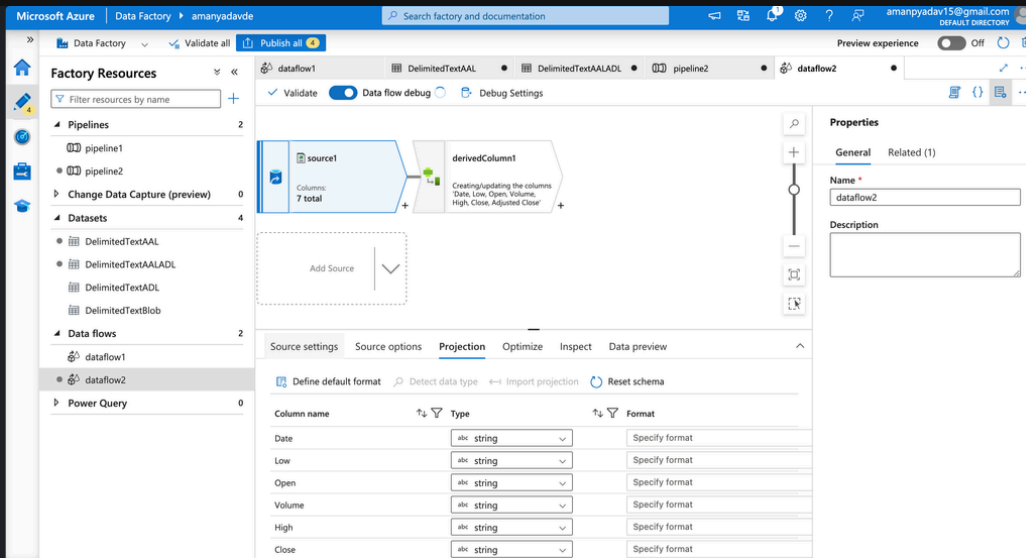 Microsoft Azure Data Factory amanyadavde Search factory and documentation 1 amanpyadav15@gmail.com
DEFAULT DIRECTORY
Data Factory Validate all Publish all 4 Preview experience Off
Factory Resources
Filter resources by name
4
Pipelines 2
pipeline1
pipeline2
Change Data Capture (preview) 0
Datasets 4
DelimitedTextAAL
DelimitedTextAALADL
DelimitedTextADL
DelimitedTextBlob
Data flows 2
dataflow1
dataflow2
Power Query 0
dataflow1 DelimitedTextAAL DelimitedTextAALADL pipeline2 dataflow2
Validate Data flow debug Debug Settings
source1
Columns:
7 total
derivedColumn1
Creating/updating the columns
'Date, Low, Open, Volume,
High, Close, Adjusted Close'
Add Source
Source settings Source options Projection Optimize Inspect Data preview
Define default format Detect data type Import projection Reset schema
Column name Type Format
Date abc string Specify format
Low abc string Specify format
Open abc string Specify format
Volume abc string Specify format
High abc string Specify format
Close abc string Specify format
Properties
General Related (1)
Name *
dataflow2
Description